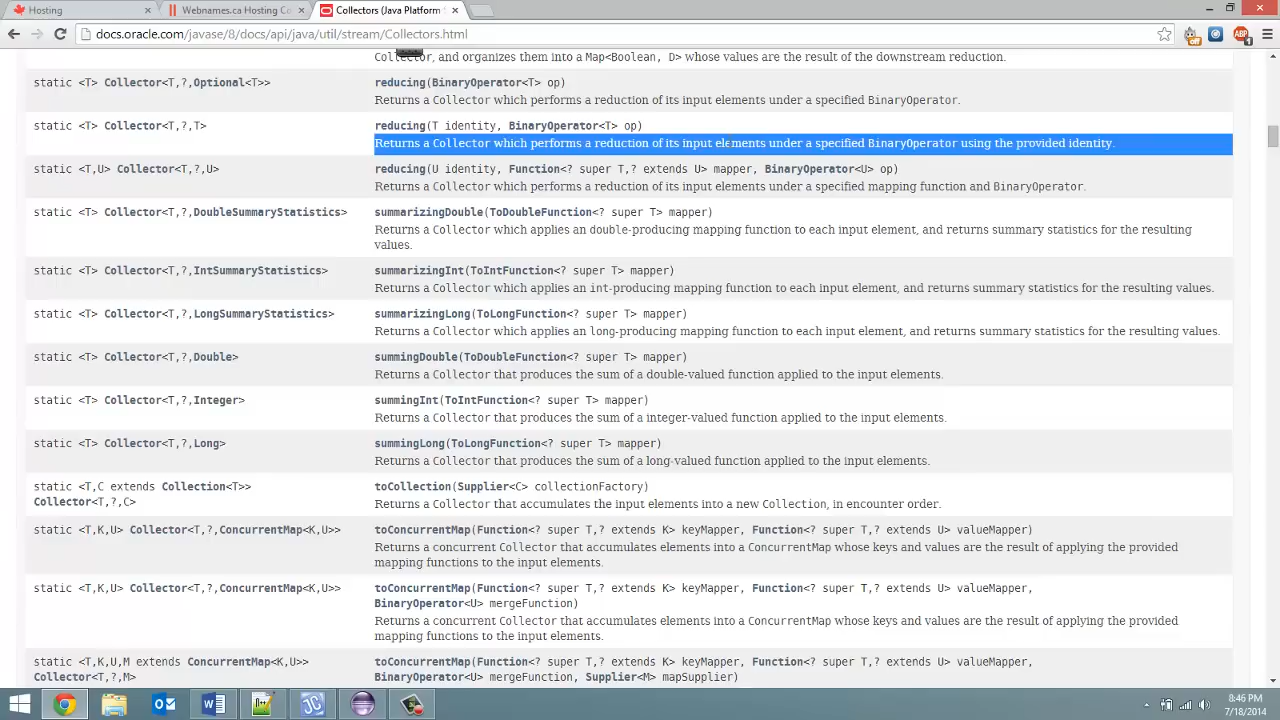 Hosting
Webnames.ca Hosting Co
Collectors (Java Platform S
docs.oracle.com/javase/8/docs/api/java/util/stream/Collectors.html
off
ABP
1
Collector, and organizes them into a Map<Boolean, D> whose values are the result of the downstream reduction.
static <T> Collector<T,?,Optional<T>>
reducing(BinaryOperator<T> op)
Returns a Collector which performs a reduction of its input elements under a specified BinaryOperator.
static <T> Collector<T,?,T>
reducing(T identity, BinaryOperator<T> op)
Returns a Collector which performs a reduction of its input elements under a specified BinaryOperator using the provided identity.
static <T,U> Collector<T,?,U>
reducing(U identity, Function<? super T,? extends U> mapper, BinaryOperator<U> op)
Returns a Collector which performs a reduction of its input elements under a specified mapping function and BinaryOperator.
static <T> Collector<T,?,DoubleSummaryStatistics>
summarizingDouble(ToDoubleFunction<? super T> mapper)
Returns a Collector which applies an double-producing mapping function to each input element, and returns summary statistics for the resulting
values.
static <T> Collector<T,?,IntSummaryStatistics>
summarizingInt(ToIntFunction<? super T> mapper)
Returns a Collector which applies an int-producing mapping function to each input element, and returns summary statistics for the resulting values.
static <T> Collector<T,?,LongSummaryStatistics>
summarizingLong(ToLongFunction<? super T> mapper)
Returns a Collector which applies an long-producing mapping function to each input element, and returns summary statistics for the resulting values.
static <T> Collector<T,?,Double>
summingDouble(ToDoubleFunction<? super T> mapper)
Returns a Collector that produces the sum of a double-valued function applied to the input elements.
static <T> Collector<T,?,Integer>
summingInt(ToIntFunction<? super T> mapper)
Returns a Collector that produces the sum of a integer-valued function applied to the input elements.
static <T> Collector<T,?,Long>
summingLong(ToLongFunction<? super T> mapper)
Returns a Collector that produces the sum of a long-valued function applied to the input elements.
static <T,C extends Collection<T>>
Collector<T,?,C>
toCollection(Supplier<C> collectionFactory)
Returns a Collector that accumulates the input elements into a new Collection, in encounter order.
static <T,K,U> Collector<T,?,ConcurrentMap<K,U>>
toConcurrentMap(Function<? super T,? extends K> keyMapper, Function<? super T,? extends U> valueMapper)
Returns a concurrent Collector that accumulates elements into a ConcurrentMap whose keys and values are the result of applying the provided
mapping functions to the input elements.
static <T,K,U> Collector<T,?,ConcurrentMap<K,U>>
toConcurrentMap(Function<? super T,? extends K> keyMapper, Function<? super T,? extends U> valueMapper,
BinaryOperator<U> mergeFunction)
Returns a concurrent Collector that accumulates elements into a ConcurrentMap whose keys and values are the result of applying the provided
mapping functions to the input elements.
static <T,K,U,M extends ConcurrentMap<K,U>>
Collector<T,?,M>
toConcurrentMap(Function<? super T,? extends K> keyMapper, Function<? super T,? extends U> valueMapper,
BinaryOperator<U> mergeFunction, Supplier<M> mapSupplier)
8:46 PM
7/18/2014